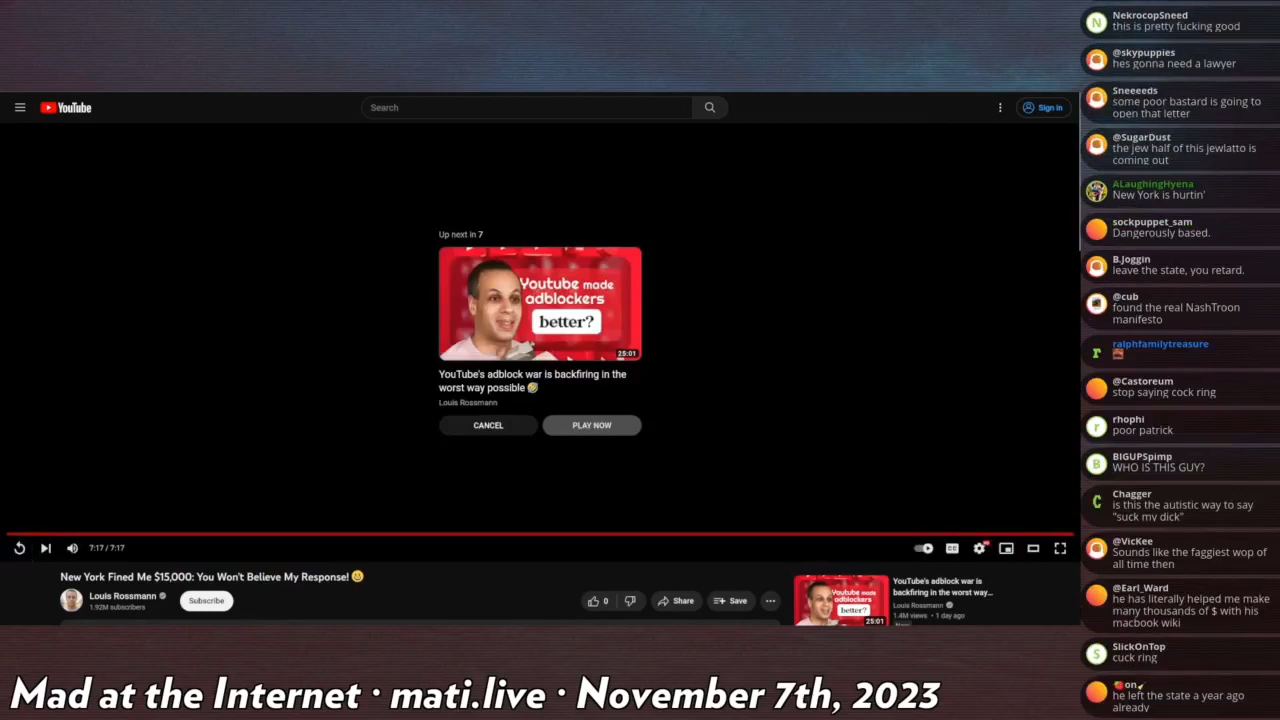 YouTube
Search
Sign in
Up next in 7
Youtube made
adblockers
better?
25:01
YouTube's adblock war is backfiring in the
worst way possible 🤣
Louis Rossmann
CANCEL
PLAY NOW
7:17 / 7:17
New York Fined Me $15,000: You Won't Believe My Response! 😀
Louis Rossmann
1.92M subscribers
Subscribe
0
Share
Save
Youtube made
adblockers
better?
25:01
YouTube's adblock war is
backfiring in the worst way...
Louis Rossmann
1.4M views • 1 day ago
New
Mad at the Internet · mati.live · November 7th, 2023
N
NekrocopSneed
this is pretty fucking good
@skypuppies
hes gonna need a lawyer
Sneeeds
some poor bastard is going to
open that letter
@SugarDust
the jew half of this jewlatto is
coming out
ALaughingHyena
New York is hurtin'
sockpuppet_sam
Dangerously based.
B.Joggin
leave the state, you retard.
@cub
found the real NashTroon
manifesto
r
ralphfamilytreasure
@Castoreum
stop saying cock ring
r
rhophi
poor patrick
B
BIGUPSpimp
WHO IS THIS GUY?
C
Chagger
is this the autistic way to say
"suck my dick"
@VicKee
Sounds like the faggiest wop of
all time then
@Earl_Ward
he has literally helped me make
many thousands of $ with his
macbook wiki
S
SlickOnTop
cuck ring
🍓on🧹
he left the state a year ago
already